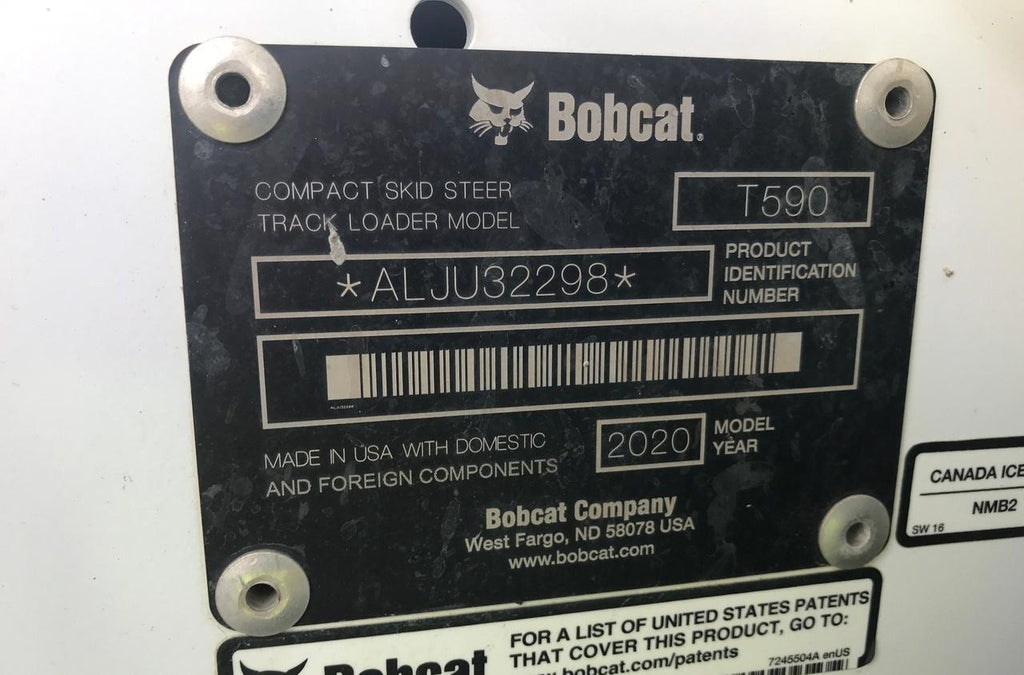 Bobcat.
COMPACT SKID STEER
TRACK LOADER MODEL
T590
*ALJU32298*
PRODUCT
IDENTIFICATION
NUMBER
ALJU32298
MADE IN USA WITH DOMESTIC
AND FOREIGN COMPONENTS
2020
MODEL
YEAR
Bobcat Company
West Fargo, ND 58078 USA
www.bobcat.com
CANADA ICE
NMB2
SW 16
Bobcat
FOR A LIST OF UNITED STATES PATENTS
THAT COVER THIS PRODUCT, GO TO:
w.bobcat.com/patents
7245504A enUS